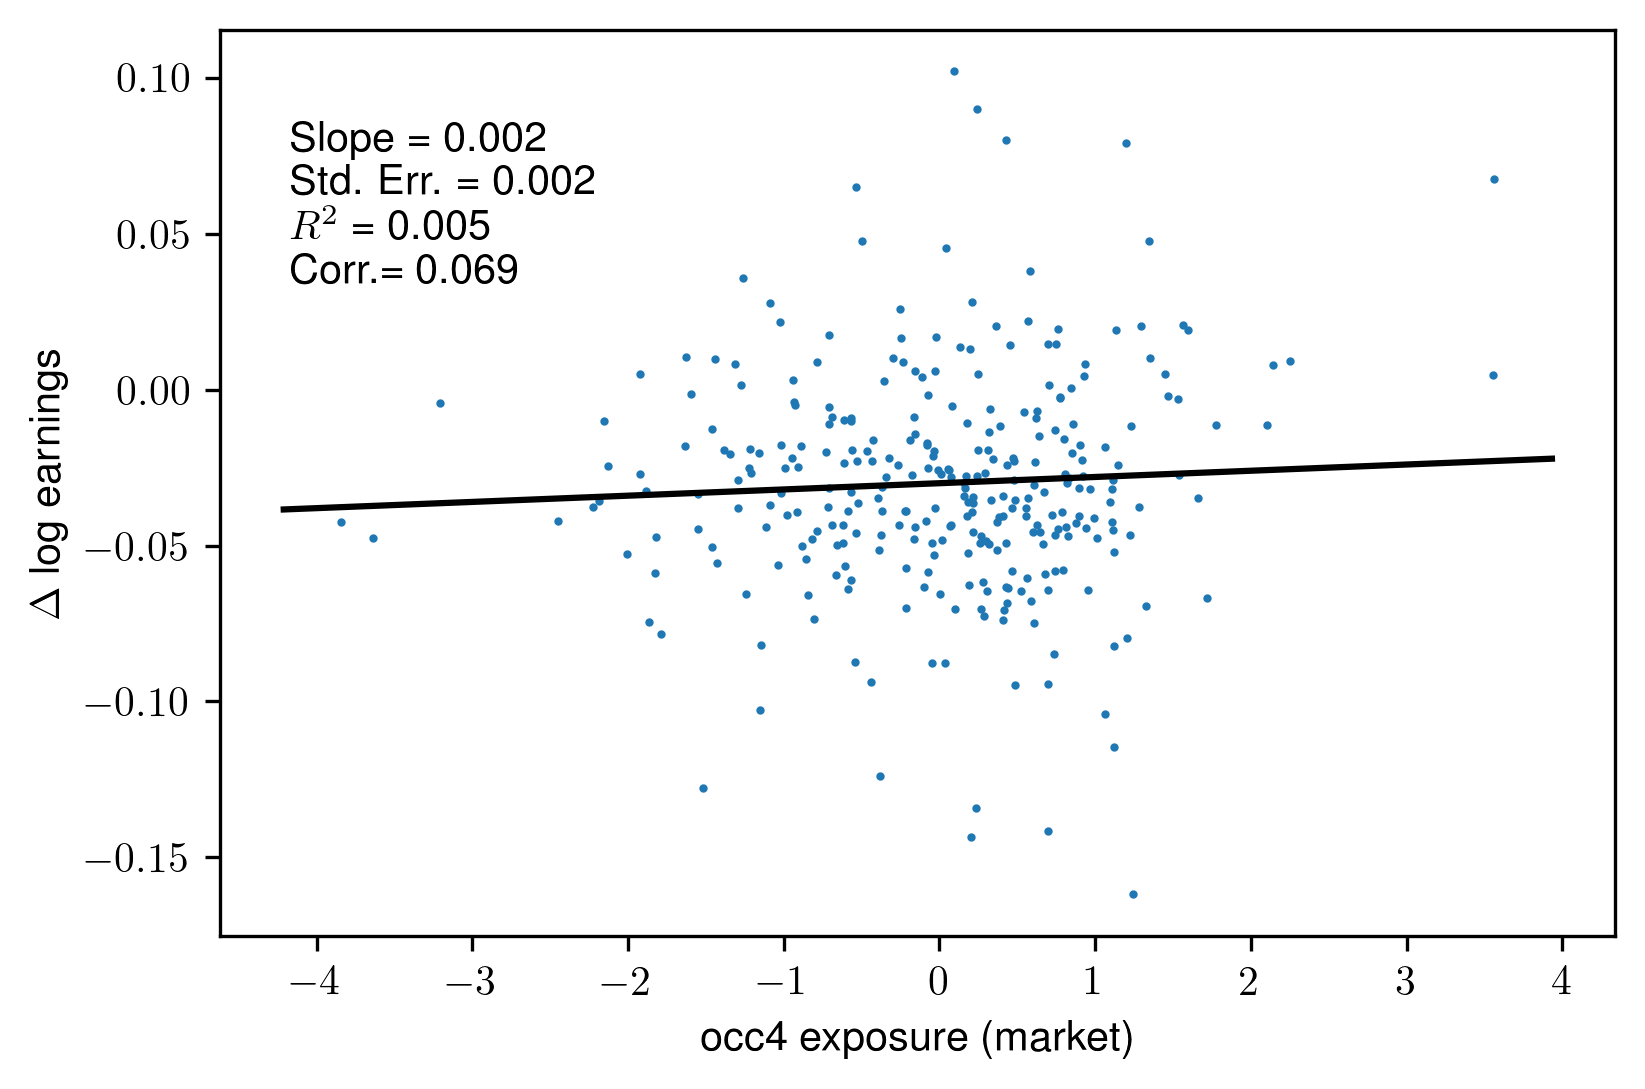 Slope = 0.002
Std. Err. = 0.002
R² = 0.005
Corr.= 0.069
0.10
0.05
0.00
−0.05
−0.10
−0.15
Δ log earnings
−4 −3 −2 −1 0 1 2 3 4
occ4 exposure (market)